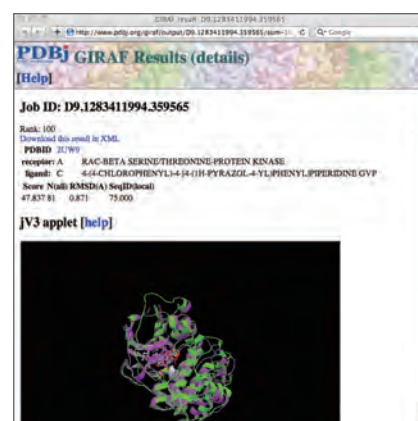 GIRAF result D9.1283411994.359565
http://www.pdbj.org/giraf/output/D9.1283411994.359565/sum-10
Q▾ Google
PDBj GIRAF Results (details)
[Help]
Job ID: D9.1283411994.359565
Rank: 100
Download this result in XML
PDBID 2UW9
receptor: A RAC-BETA SERINE/THREONINE-PROTEIN KINASE
ligand: C 4-(4-CHLOROPHENYL)-4-[4-(1H-PYRAZOL-4-YL)PHENYL]PIPERIDINE GVP
Score N(ali) RMSD(A) SeqID(local)
47.837 81 0.871 75.000
jV3 applet [help]